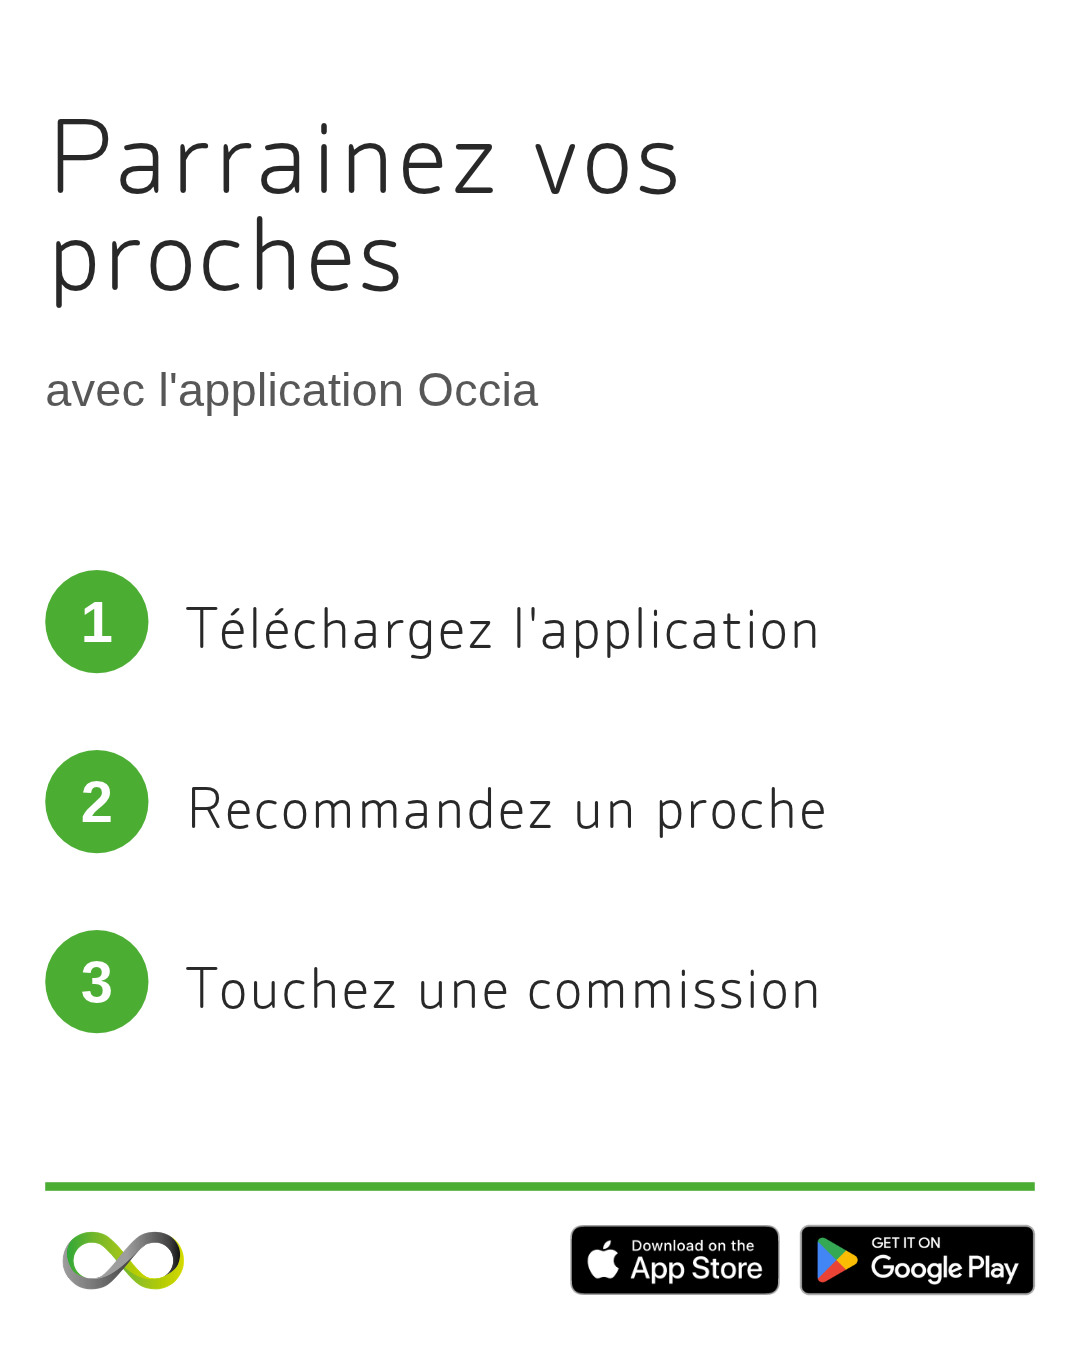 Parrainez vos
proches
avec l'application Occia
1 Téléchargez l'application
2 Recommandez un proche
3 Touchez une commission
Download on the
App Store
GET IT ON
Google Play